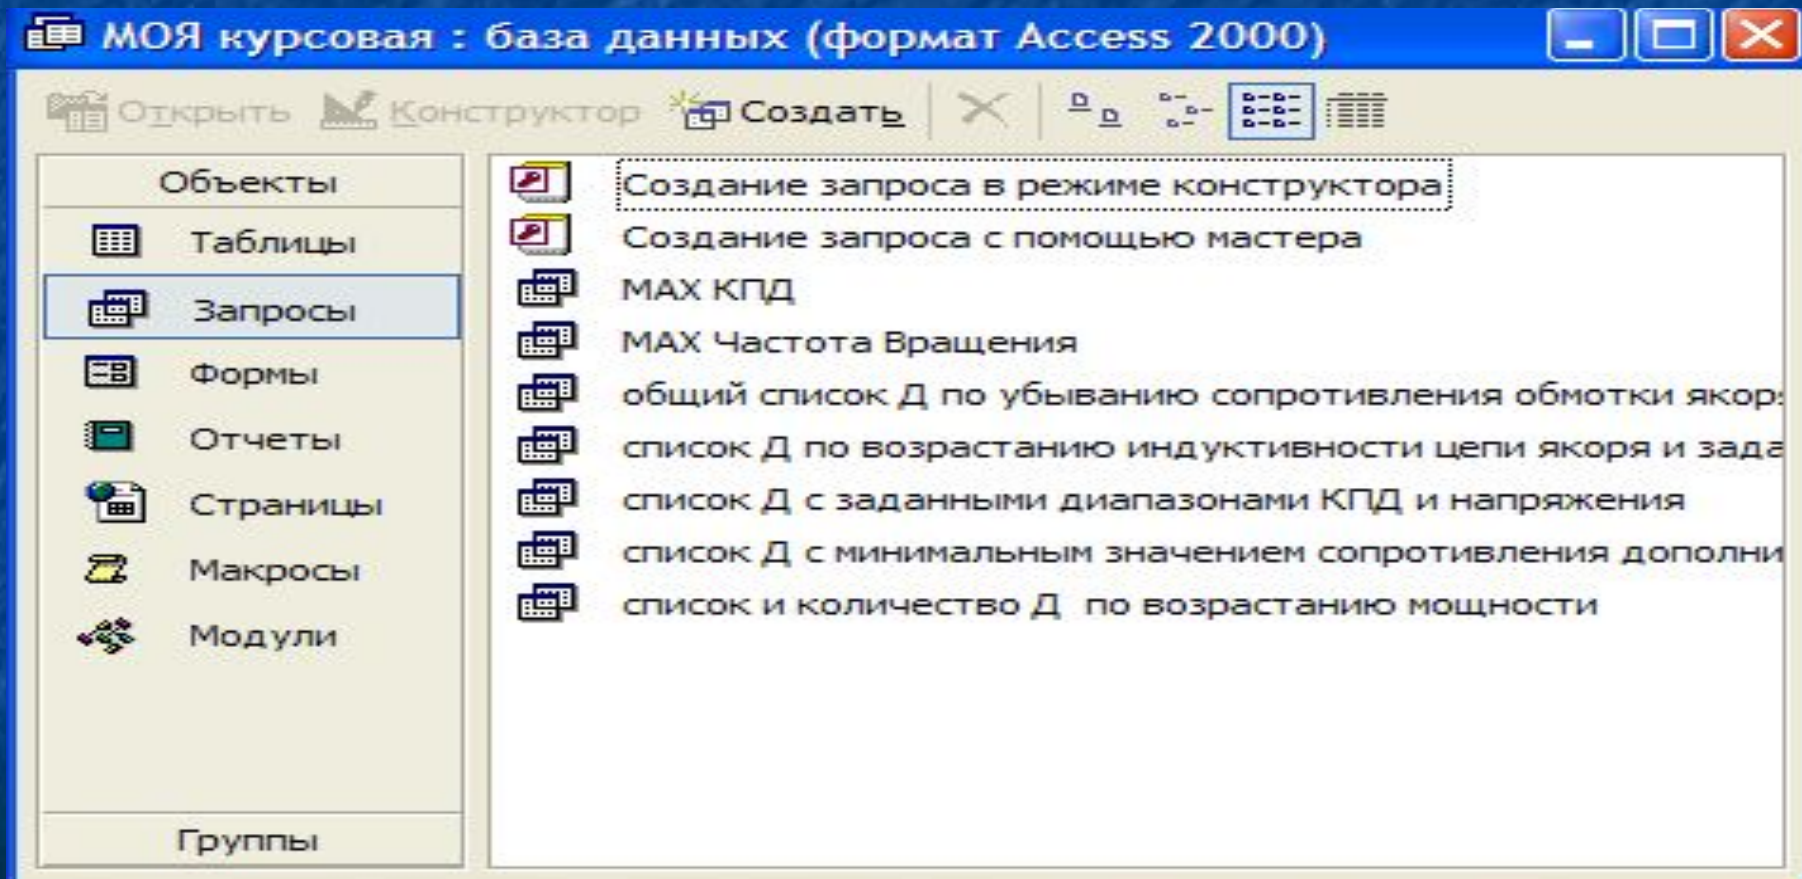 МОЯ курсовая : база данных (формат Access 2000)
Открыть Конструктор Создать
Объекты
Таблицы
Запросы
Формы
Отчеты
Страницы
Макросы
Модули
Группы
Создание запроса в режиме конструктора
Создание запроса с помощью мастера
МАХ КПД
МАХ Частота Вращения
общий список Д по убыванию сопротивления обмотки
список Д по возрастанию индуктивности цепи якоря и
список Д с заданными диапазонами КПД и напряжения
список Д с минимальным значением сопротивления
список и количество Д по возрастанию мощности